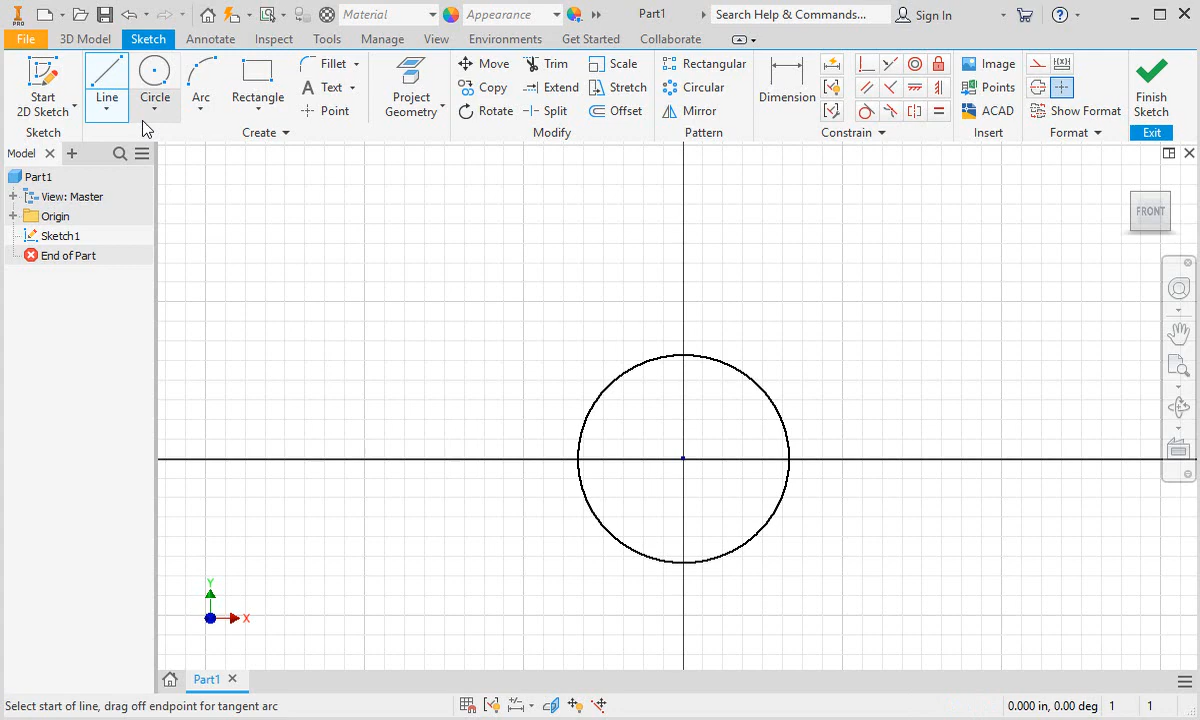 PRO Material Appearance Part1 Search Help & Commands... Sign In
File 3D Model Sketch Annotate Inspect Tools Manage View Environments Get Started Collaborate
Start 2D Sketch
Line
Circle
Arc
Rectangle
Fillet
Text
Point
Project Geometry
Move
Copy
Rotate
Trim
Extend
Split
Scale
Stretch
Offset
Rectangular
Circular
Mirror
Dimension
Image
Points
ACAD
Show Format
Finish Sketch
Sketch Create Modify Pattern Constrain Insert Format Exit
Model
Part1
View: Master
Origin
Sketch1
End of Part
FRONT
Y
X
Part1
Select start of line, drag off endpoint for tangent arc
0.000 in, 0.00 deg 1 1